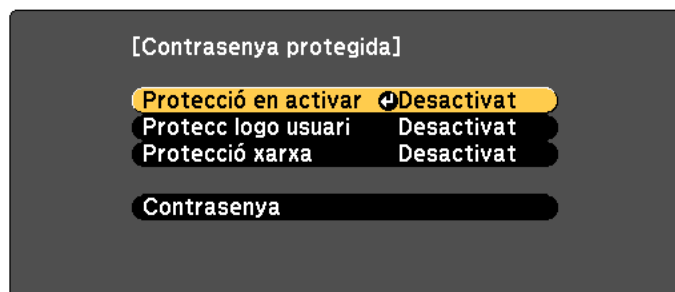 [Contrasenya protegida]
Protecció en activar Desactivat
Protecc logo usuari Desactivat
Protecció xarxa Desactivat
Contrasenya